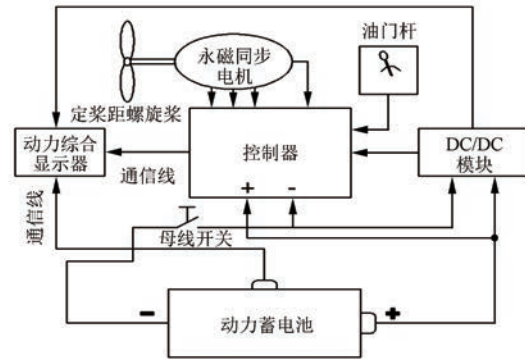 油门杆
永磁同步
电机
定桨距螺旋桨
动力综合
显示器
通信线
控制器
+ -
DC/DC
模块
通信线
母线开关
-
动力蓄电池
+